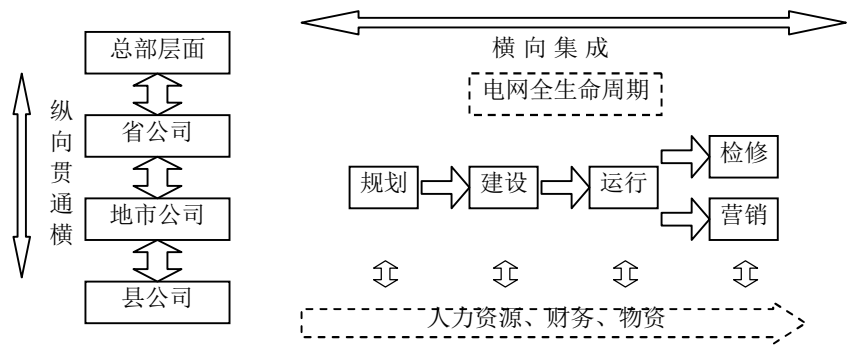 总部层面
省公司
地市公司
县公司
纵向贯通横
横向集成
电网全生命周期
规划
建设
运行
检修
营销
人力资源、财务、物资